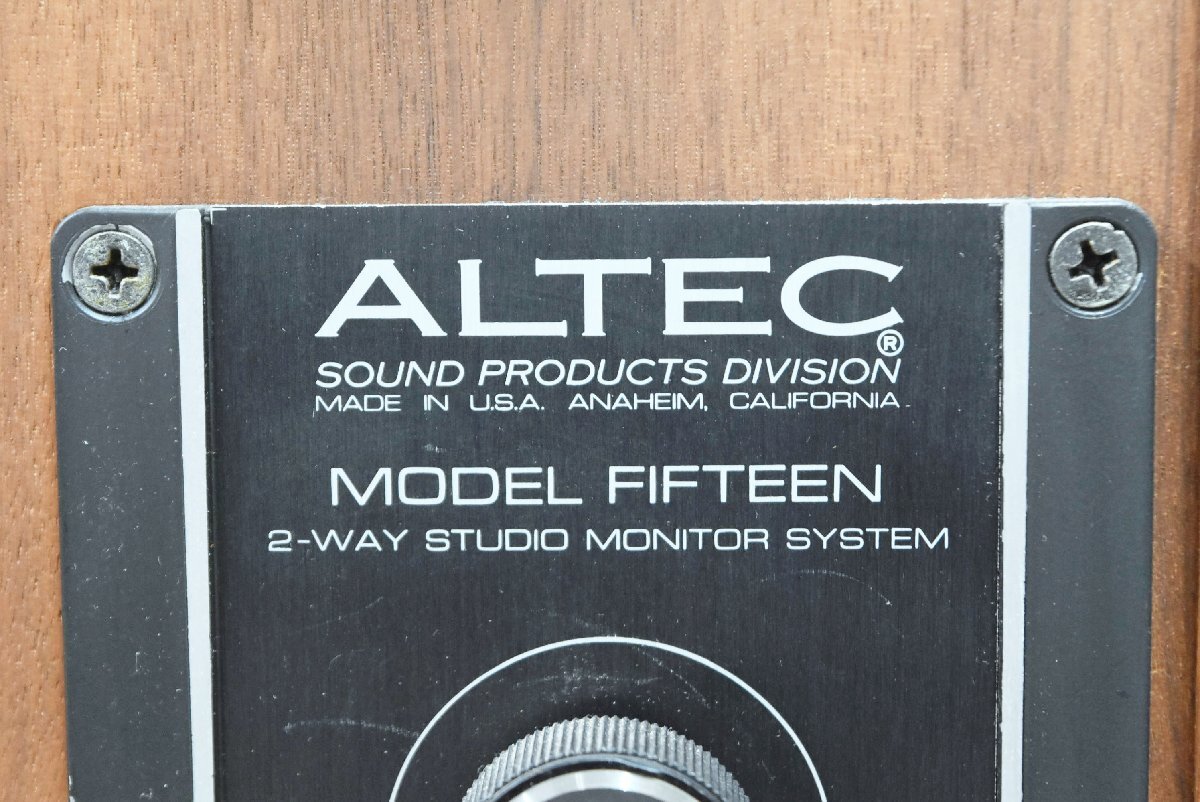 ALTEC®
SOUND PRODUCTS DIVISION
MADE IN U.S.A. ANAHEIM, CALIFORNIA
MODEL FIFTEEN
2-WAY STUDIO MONITOR SYSTEM